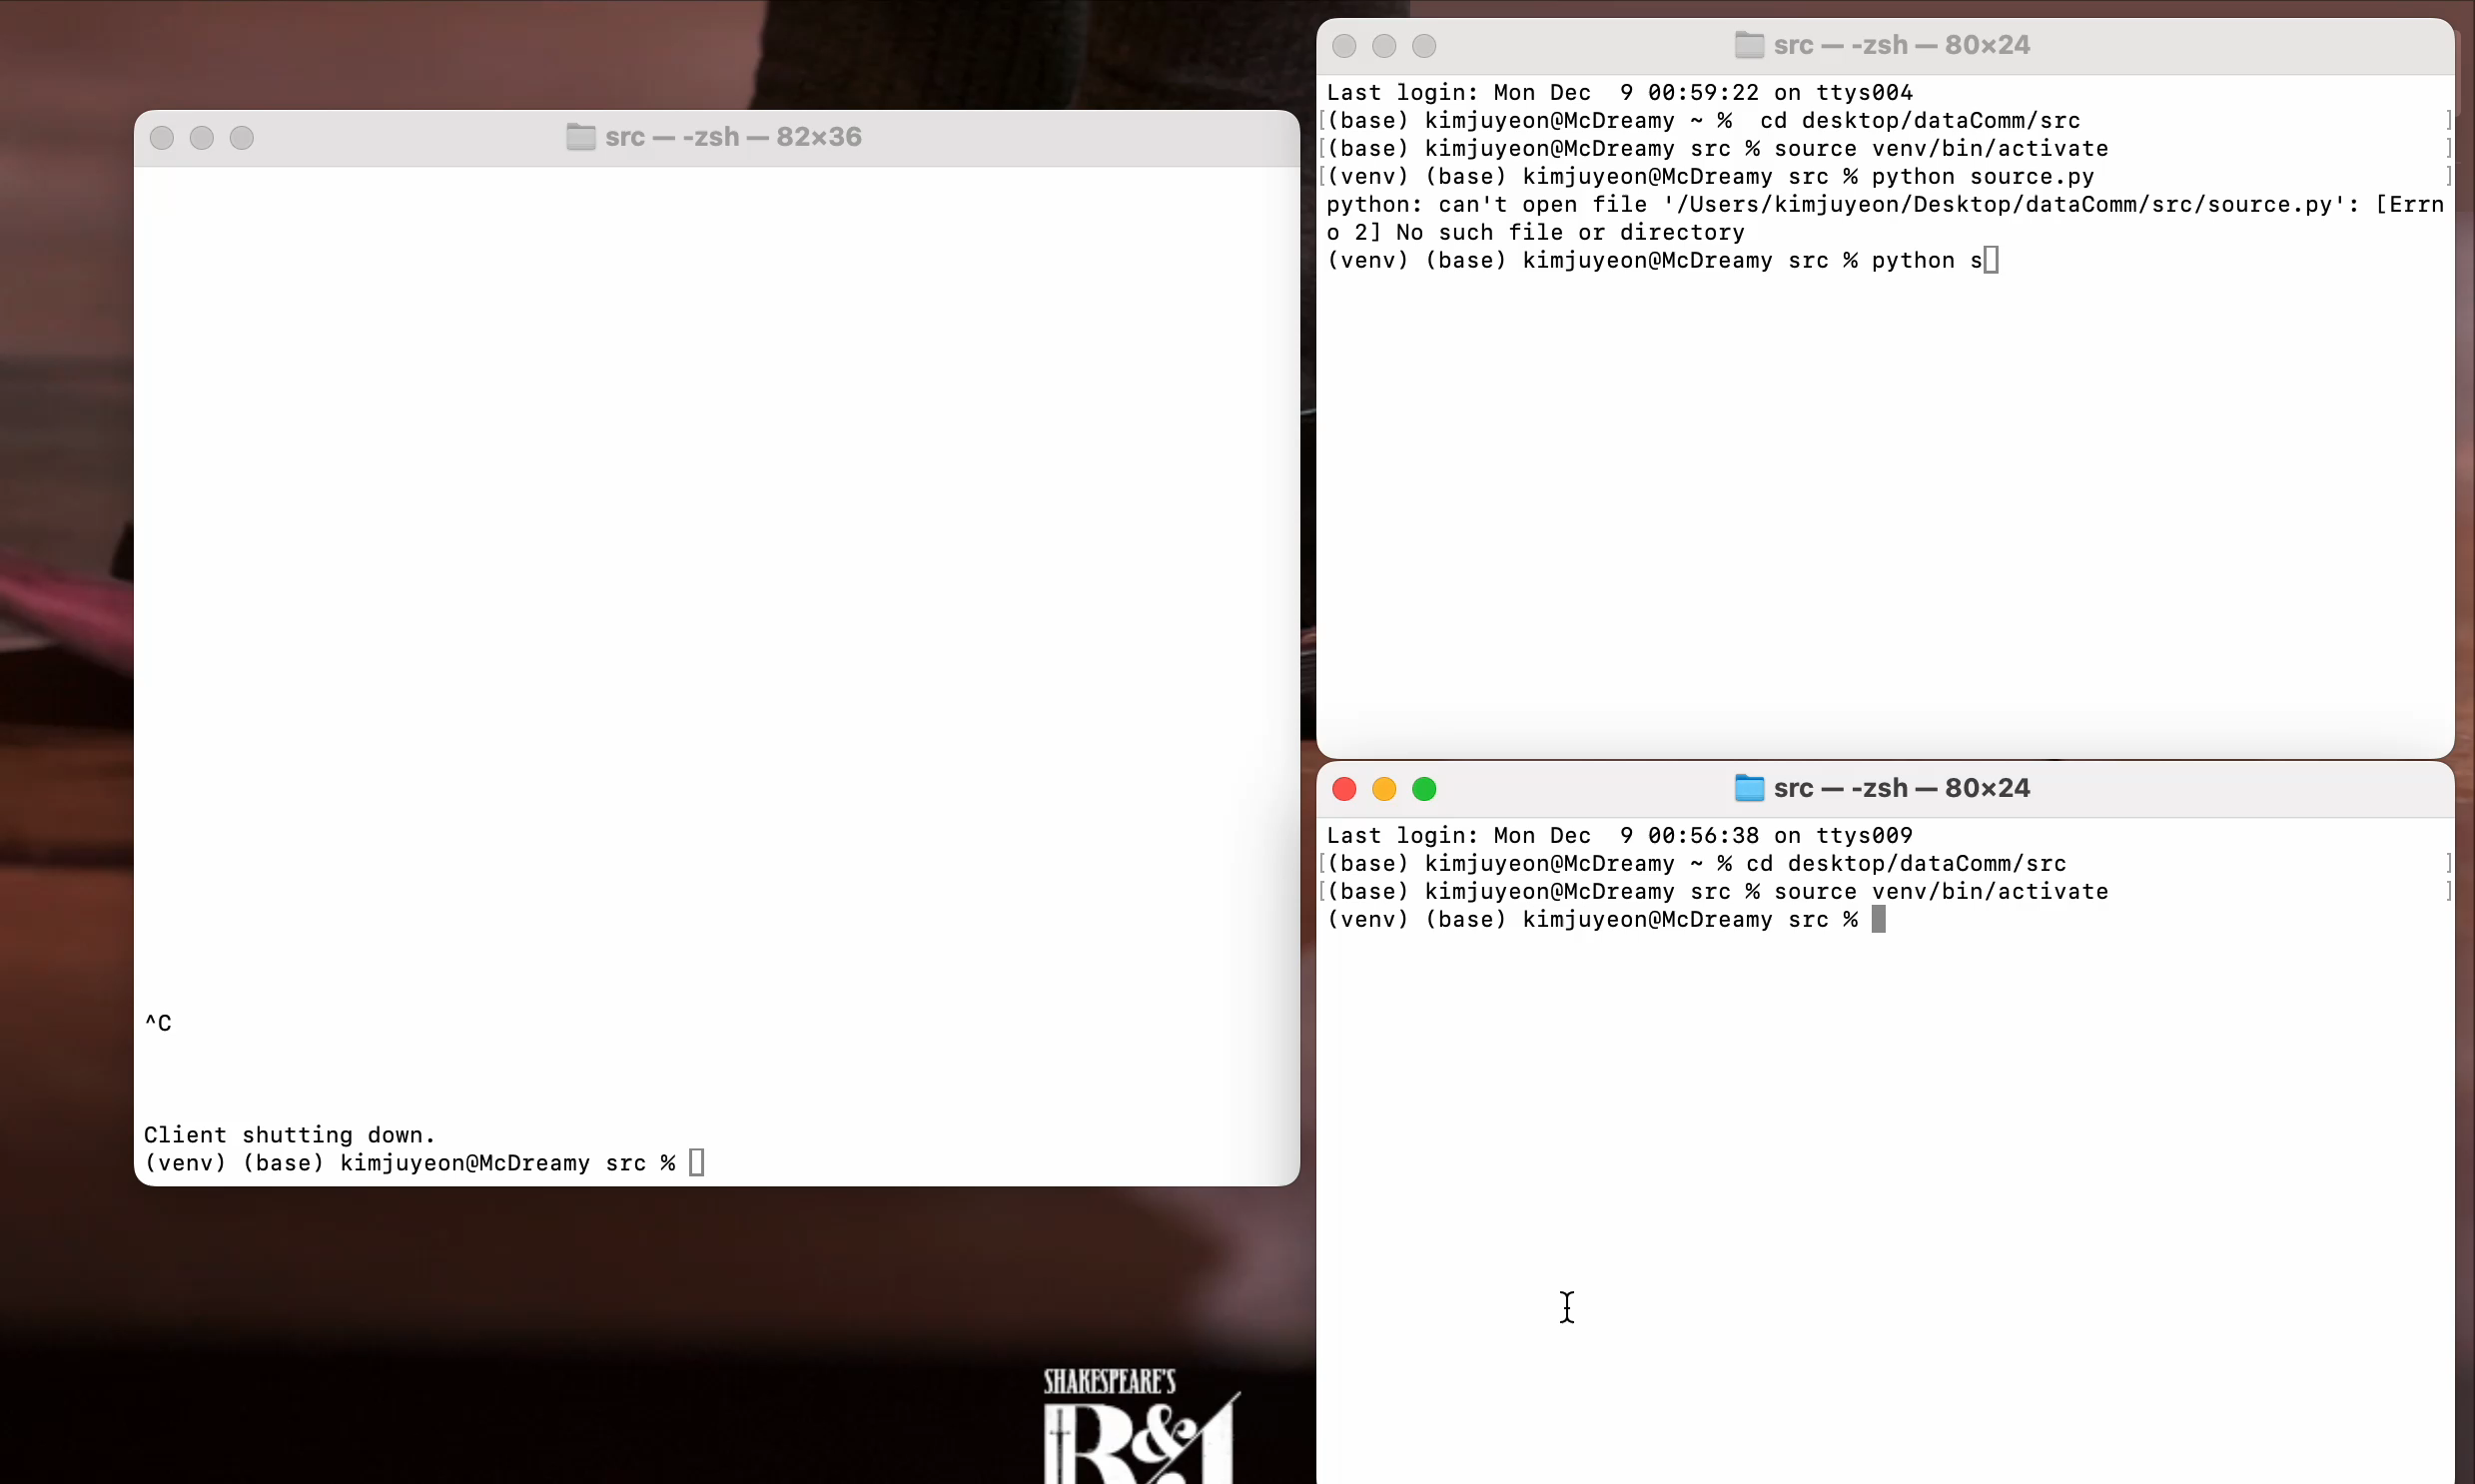 src — -zsh — 82×36
^C
Client shutting down.
(venv) (base) kimjuyeon@McDreamy src %
src — -zsh — 80×24
Last login: Mon Dec  9 00:59:22 on ttys004
[(base) kimjuyeon@McDreamy ~ %  cd desktop/dataComm/src ]
[(base) kimjuyeon@McDreamy src % source venv/bin/activate ]
[(venv) (base) kimjuyeon@McDreamy src % python source.py ]
python: can't open file '/Users/kimjuyeon/Desktop/dataComm/src/source.py': [Errn
o 2] No such file or directory
(venv) (base) kimjuyeon@McDreamy src % python s
src — -zsh — 80×24
Last login: Mon Dec  9 00:56:38 on ttys009
[(base) kimjuyeon@McDreamy ~ % cd desktop/dataComm/src ]
[(base) kimjuyeon@McDreamy src % source venv/bin/activate ]
(venv) (base) kimjuyeon@McDreamy src %
SHAKESPEARE'S
R&J